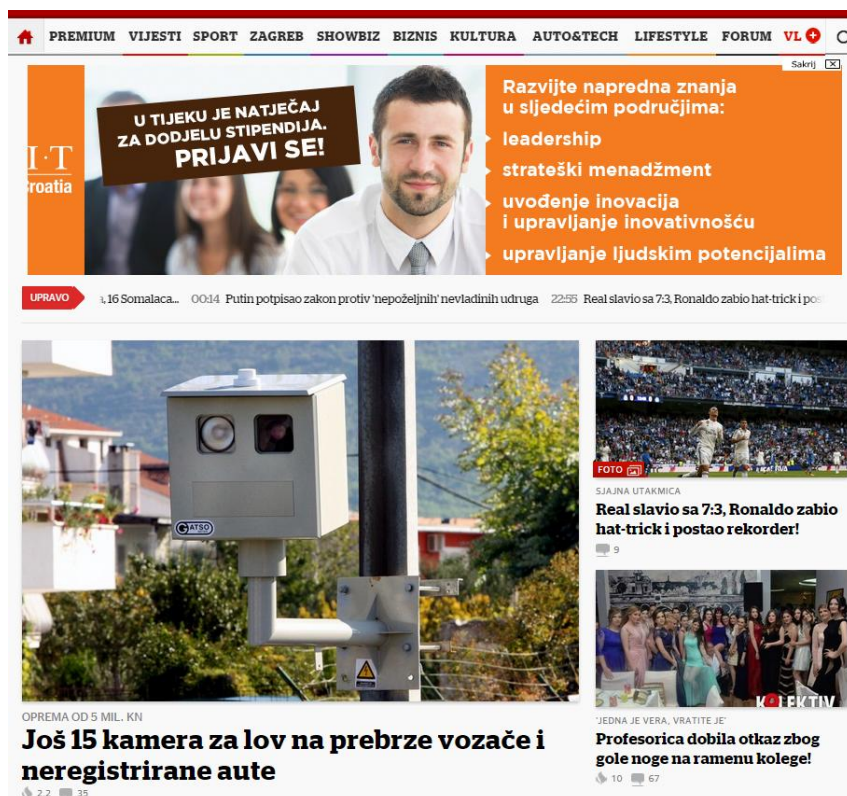 PREMIUM VIJESTI SPORT ZAGREB SHOWBIZ BIZNIS KULTURA AUTO&TECH LIFESTYLE FORUM VL
Sakrij
I·T
Croatia
U TIJEKU JE NATJEČAJ
ZA DODJELU STIPENDIJA.
PRIJAVI SE!
Razvijte napredna znanja
u sljedećim područjima:
leadership
strateški menadžment
uvođenje inovacija
i upravljanje inovativnošću
upravljanje ljudskim potencijalima
UPRAVO , 16 Somalaca... 00:14 Putin potpisao zakon protiv 'nepoželjnih' nevladinih udruga 22:55 Real slavio sa 7:3, Ronaldo zabio hat-trick i pos
GATSO
OPREMA OD 5 MIL. KN
Još 15 kamera za lov na prebrze vozače i
neregistrirane aute
2,2 35
FOTO
SJAJNA UTAKMICA
Real slavio sa 7:3, Ronaldo zabio
hat-trick i postao rekorder!
9
KOLEKTIV
'JEDNA JE VERA, VRATITE JE'
Profesorica dobila otkaz zbog
gole noge na ramenu kolege!
10 67